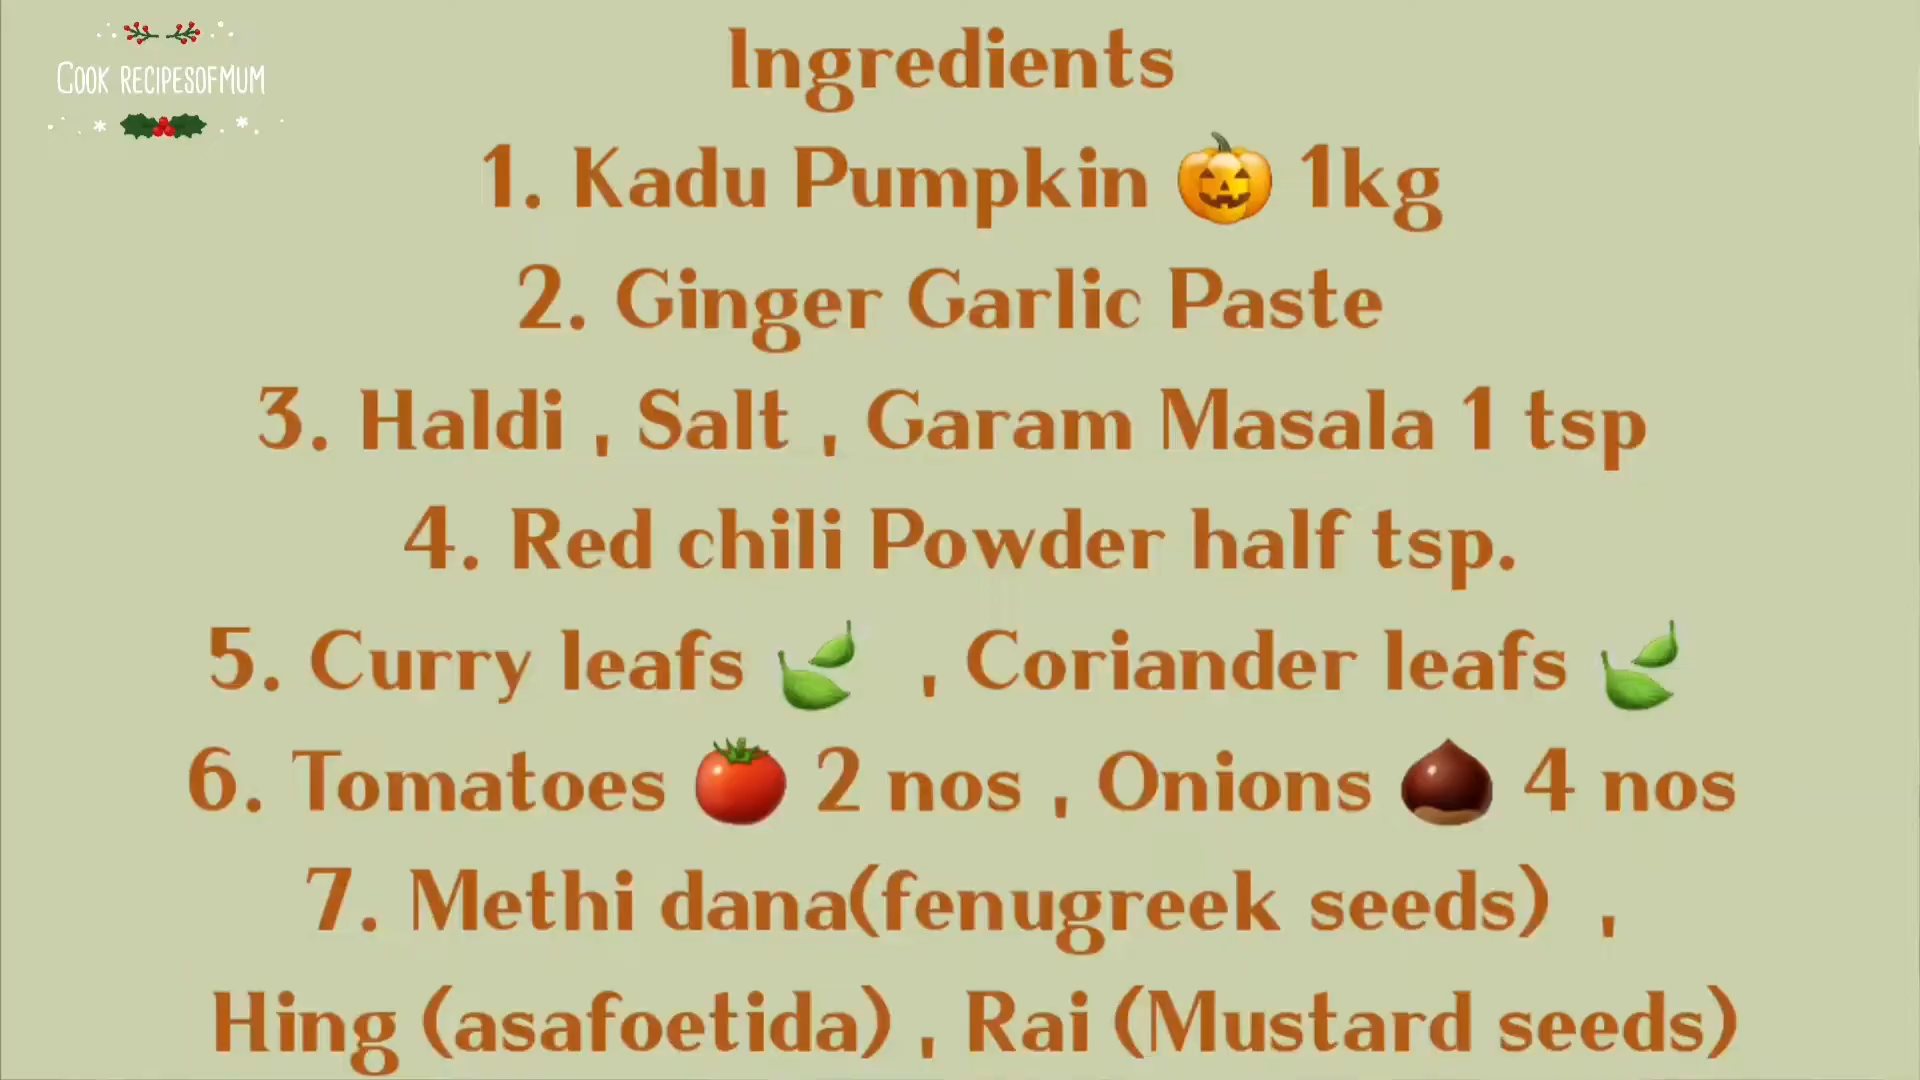 COOK RECIPESOFMUM
Ingredients
1. Kadu Pumpkin 🎃 1kg
2. Ginger Garlic Paste
3. Haldi , Salt , Garam Masala 1 tsp
4. Red chili Powder half tsp.
5. Curry leafs 🍃 , Coriander leafs 🍃
6. Tomatoes 🍅 2 nos , Onions 🌰 4 nos
7. Methi dana(fenugreek seeds) ,
Hing (asafoetida) , Rai (Mustard seeds)